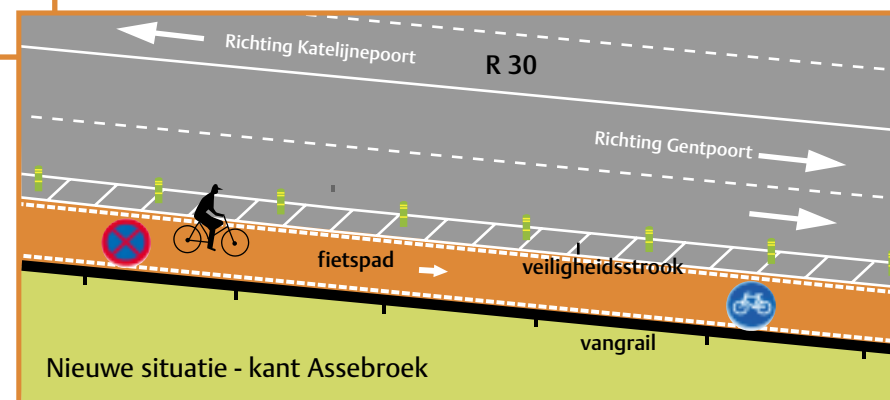 Richting Katelijnepoort
R 30
Richting Gentpoort
fietspad
veiligheidsstrook
vangrail
Nieuwe situatie - kant Assebroek